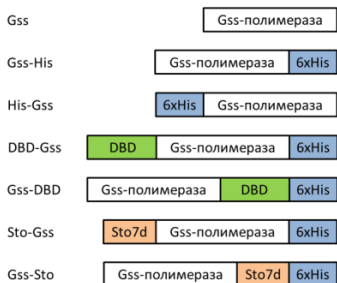 Gss Gss-полимераза
Gss-His Gss-полимераза 6xHis
His-Gss 6xHis Gss-полимераза
DBD-Gss DBD Gss-полимераза 6xHis
Gss-DBD Gss-полимераза DBD 6xHis
Sto-Gss Sto7d Gss-полимераза 6xHis
Gss-Sto Gss-полимераза Sto7d 6xHis